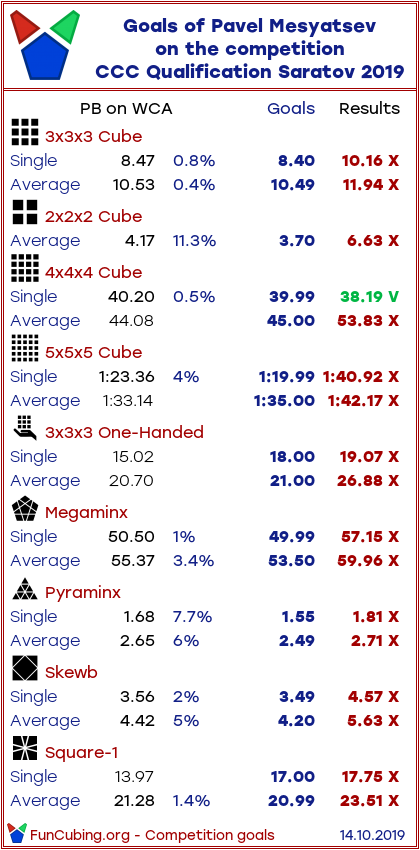 Goals of Pavel Mesyatsev
on the competition
CCC Qualification Saratov 2019
PB on WCA Goals Results
3x3x3 Cube
Single 8.47 0.8% 8.40 10.16 X
Average 10.53 0.4% 10.49 11.94 X
2x2x2 Cube
Average 4.17 11.3% 3.70 6.63 X
4x4x4 Cube
Single 40.20 0.5% 39.99 38.19 V
Average 44.08 45.00 53.83 X
5x5x5 Cube
Single 1:23.36 4% 1:19.99 1:40.92 X
Average 1:33.14 1:35.00 1:42.17 X
3x3x3 One-Handed
Single 15.02 18.00 19.07 X
Average 20.70 21.00 26.88 X
Megaminx
Single 50.50 1% 49.99 57.15 X
Average 55.37 3.4% 53.50 59.96 X
Pyraminx
Single 1.68 7.7% 1.55 1.81 X
Average 2.65 6% 2.49 2.71 X
Skewb
Single 3.56 2% 3.49 4.57 X
Average 4.42 5% 4.20 5.63 X
Square-1
Single 13.97 17.00 17.75 X
Average 21.28 1.4% 20.99 23.51 X
FunCubing.org - Competition goals 14.10.2019